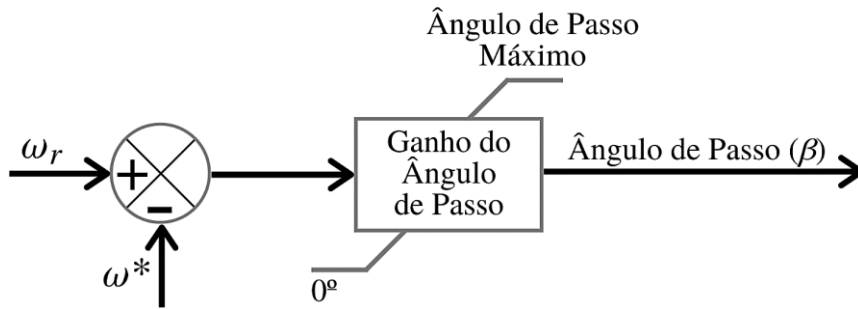 Ângulo de Passo
Máximo
ω_r
+
−
Ganho do
Ângulo
de Passo
Ângulo de Passo (β)
ω*
0º